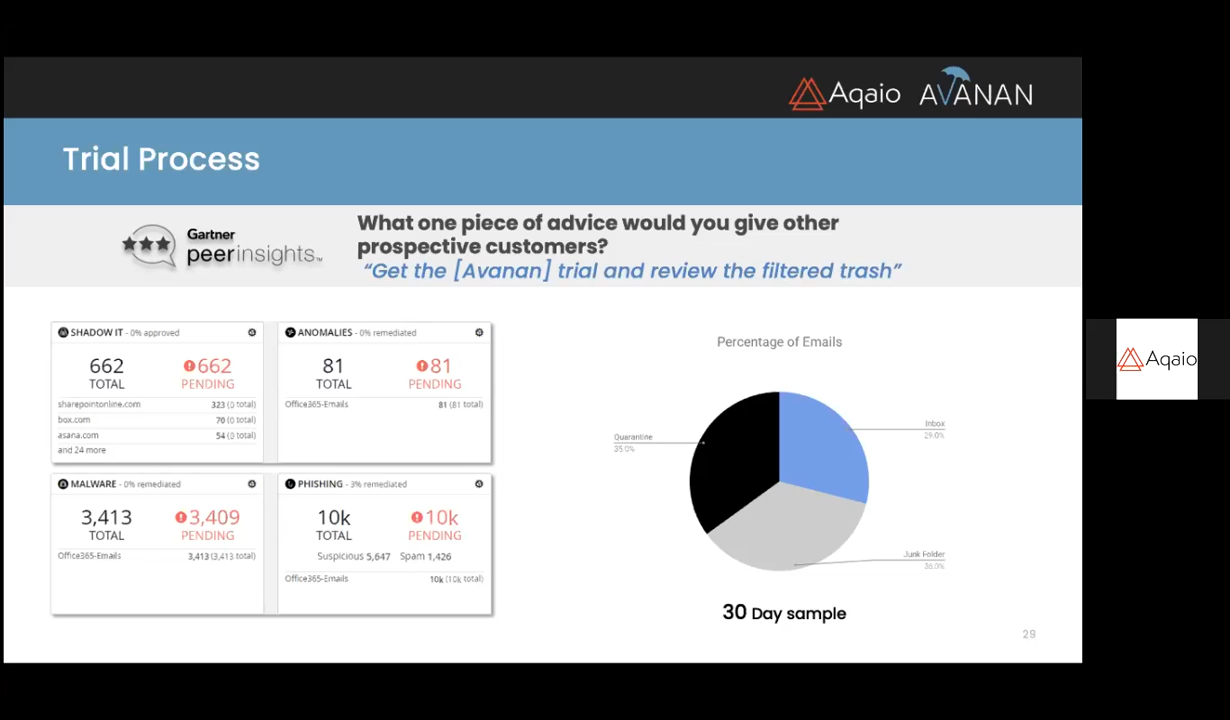 Aqaio AVANAN
Trial Process
Gartner
peerinsights™
What one piece of advice would you give other
prospective customers?
“Get the [Avanan] trial and review the filtered trash”
SHADOW IT - 0% approved
662 662
TOTAL PENDING
sharepointonline.com 323 (0 total)
box.com 70 (0 total)
asana.com 54 (0 total)
and 24 more
ANOMALIES - 0% remediated
81 81
TOTAL PENDING
Office365-Emails 81 (81 total)
MALWARE - 0% remediated
3,413 3,409
TOTAL PENDING
Office365-Emails 3,413 (3,413 total)
PHISHING - 3% remediated
10k 10k
TOTAL PENDING
Suspicious 5,647 Spam 1,426
Office365-Emails 10k (10k total)
Percentage of Emails
Quarantine
35.0%
Inbox
29.0%
Junk Folder
36.0%
30 Day sample
29
Aqaio